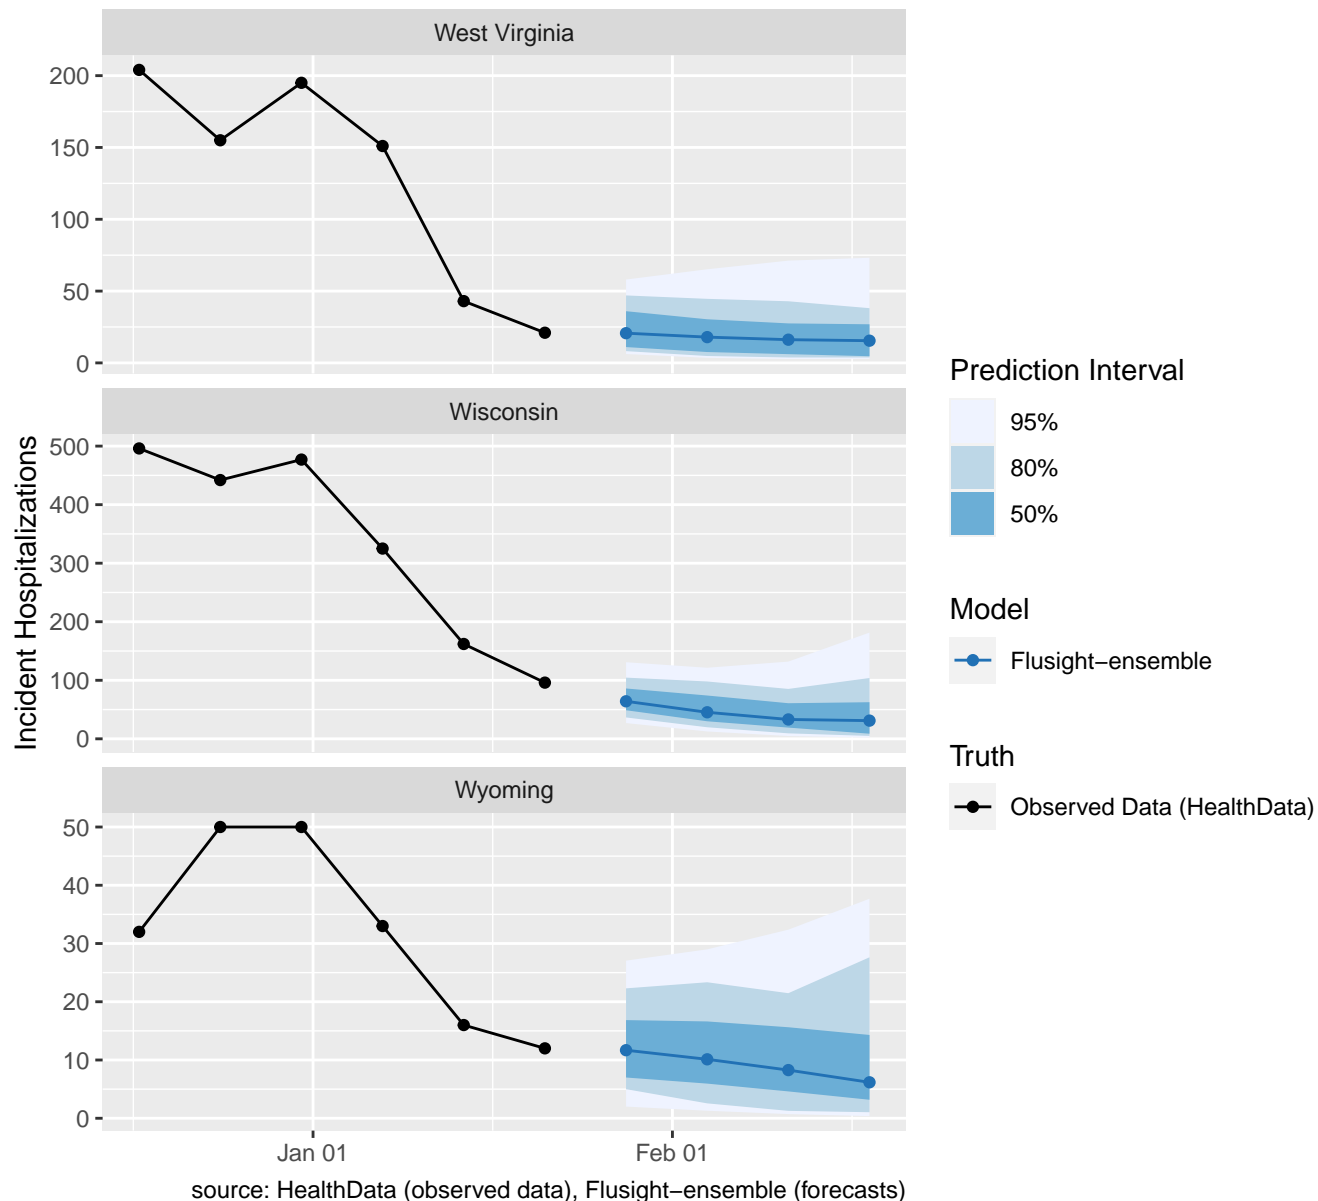 West Virginia
200
150
100
50
0
Wisconsin
500
400
300
200
100
0
Wyoming
50
40
30
20
10
0
Jan 01
Feb 01
Incident Hospitalizations
source: HealthData (observed data), Flusight−ensemble (forecasts)
Prediction Interval
95%
80%
50%
Model
Flusight−ensemble
Truth
Observed Data (HealthData)